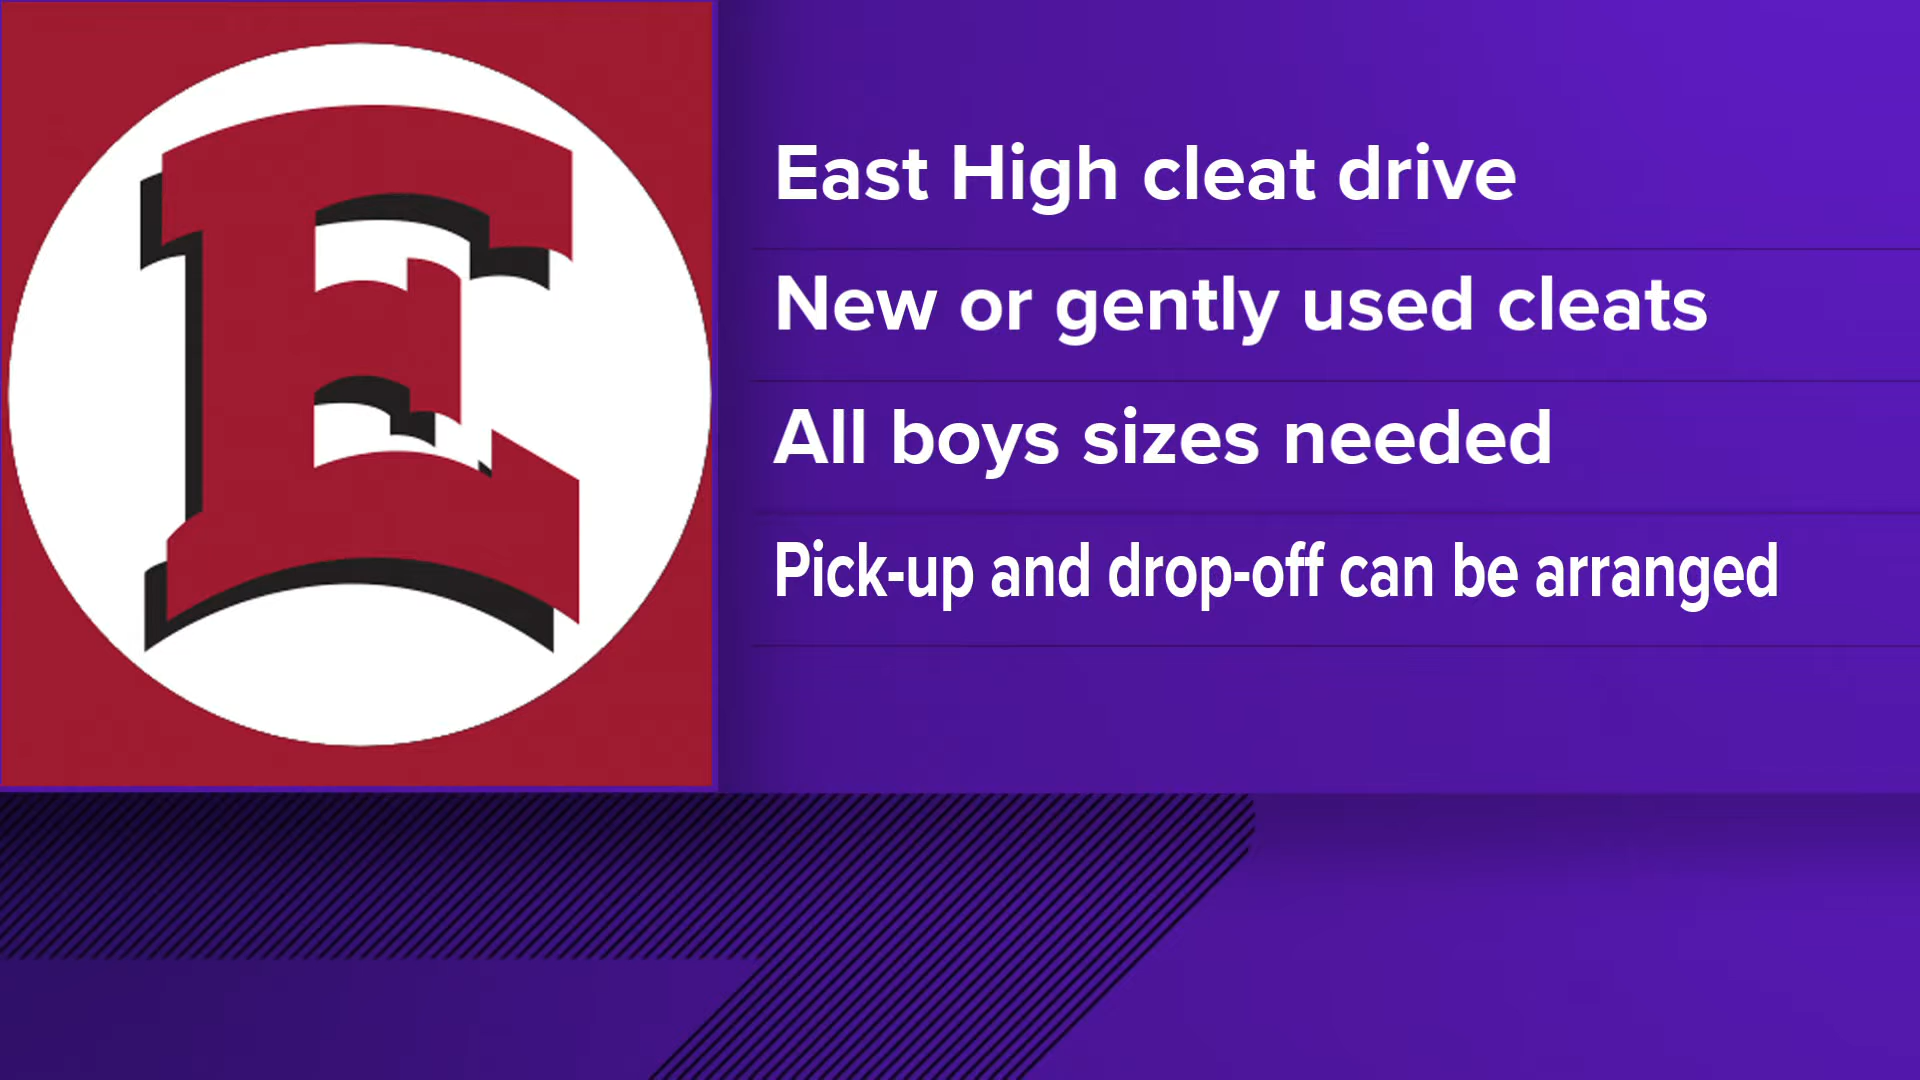 E
East High cleat drive
New or gently used cleats
All boys sizes needed
Pick-up and drop-off can be arranged